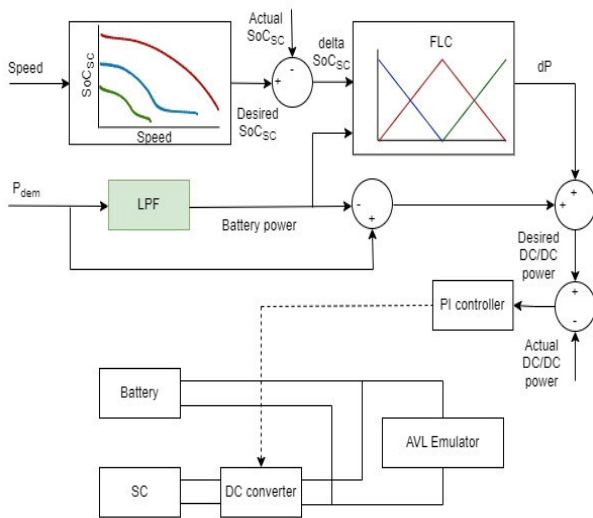 Actual
SoCSC
Speed
SoCSC
Speed
Desired
SoCSC
+
-
delta
SoCSC
FLC
dP
Pdem
LPF
Battery power
-
+
+
+
Desired
DC/DC
power
+
-
PI controller
Actual
DC/DC
power
Battery
AVL Emulator
SC
DC converter